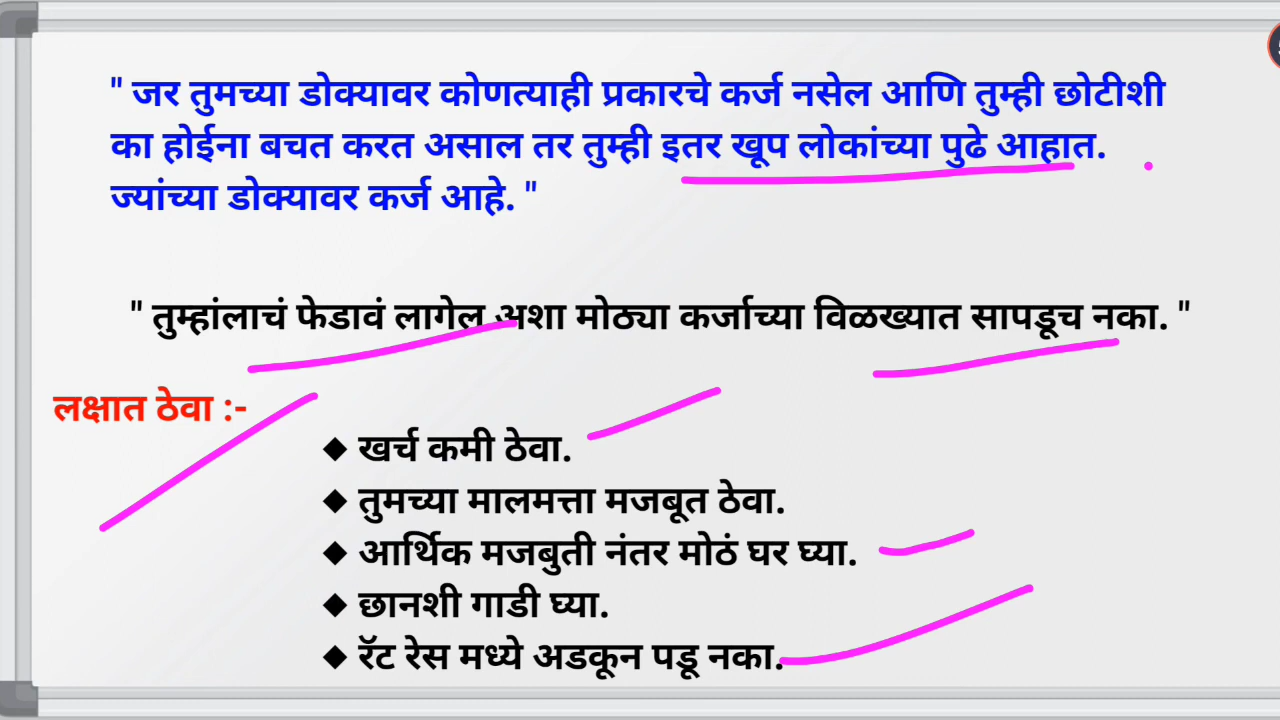 " जर तुमच्या डोक्यावर कोणत्याही प्रकारचे कर्ज नसेल आणि तुम्ही छोटीशी
का होईना बचत करत असाल तर तुम्ही इतर खूप लोकांच्या पुढे आहात.
ज्यांच्या डोक्यावर कर्ज आहे. "
" तुम्हांलाचं फेडावं लागेल अशा मोठ्या कर्जाच्या विळख्यात सापडूच नका. "
लक्षात ठेवा :-
◆ खर्च कमी ठेवा.
◆ तुमच्या मालमत्ता मजबूत ठेवा.
◆ आर्थिक मजबुती नंतर मोठं घर घ्या.
◆ छानशी गाडी घ्या.
◆ रॅट रेस मध्ये अडकून पडू नका.